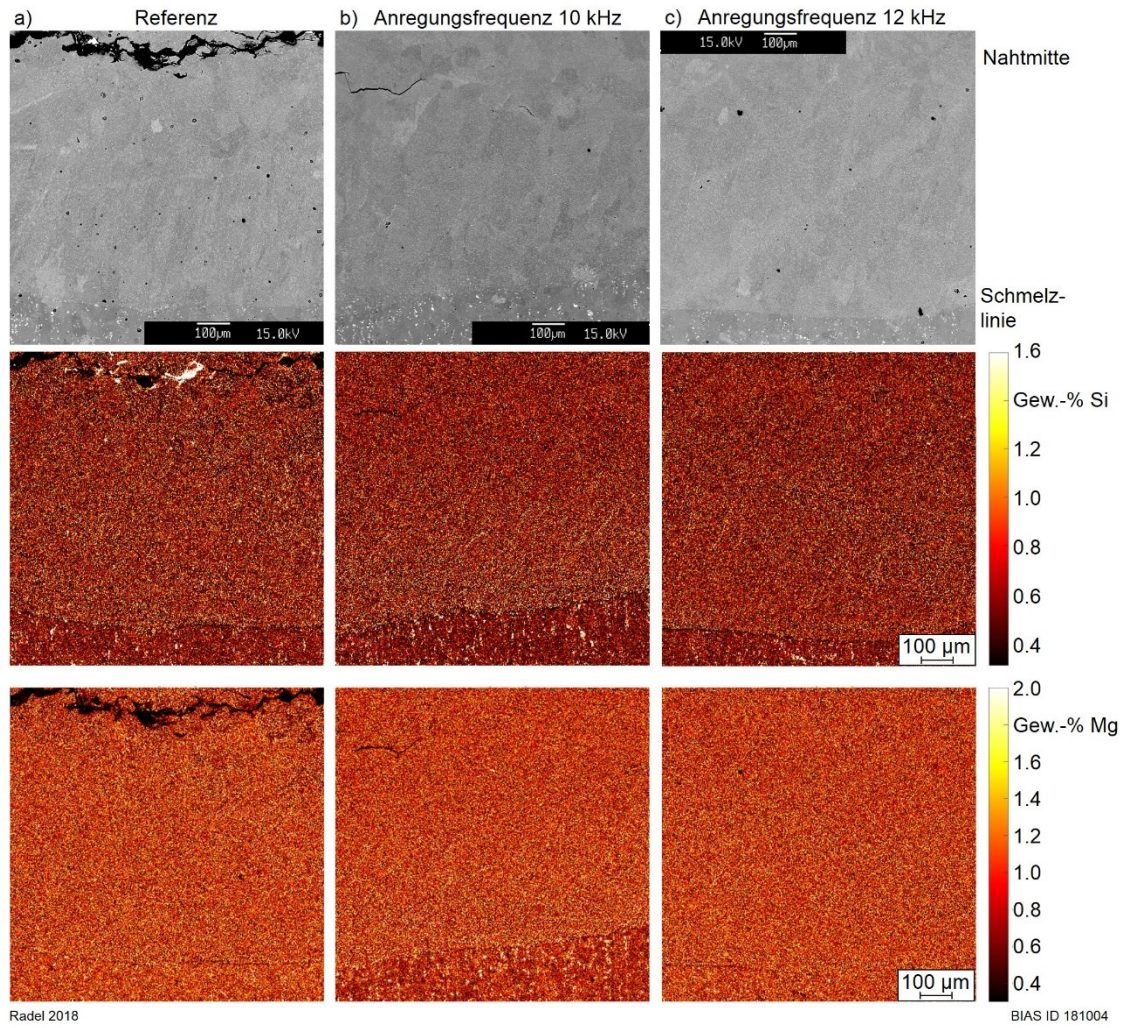 a) Referenz
b) Anregungsfrequenz 10 kHz
c) Anregungsfrequenz 12 kHz
15.0kV 100µm
Nahtmitte
Schmelz-
linie
100µm 15.0kV
100µm 15.0kV
1.6
Gew.-% Si
1.2
1.0
0.8
0.6
0.4
100 µm
2.0
Gew.-% Mg
1.6
1.4
1.2
1.0
0.8
0.6
0.4
100 µm
Radel 2018
BIAS ID 181004